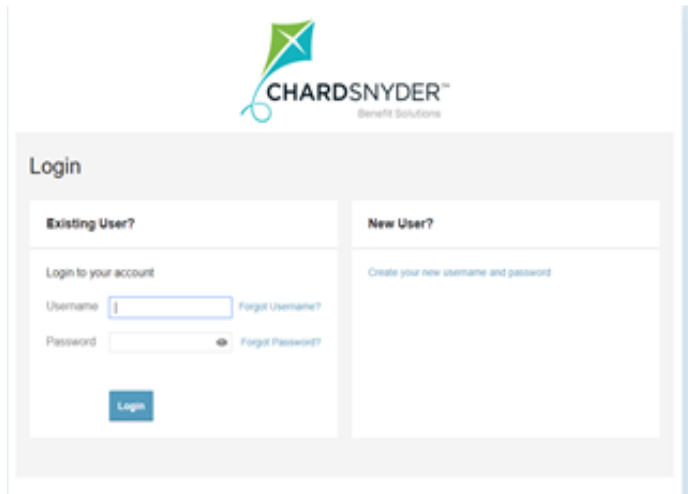 CHARDSNYDER™
Benefit Solutions
Login
Existing User?
Login to your account
Username
Forgot Username?
Password
Forgot Password?
Login
New User?
Create your new username and password